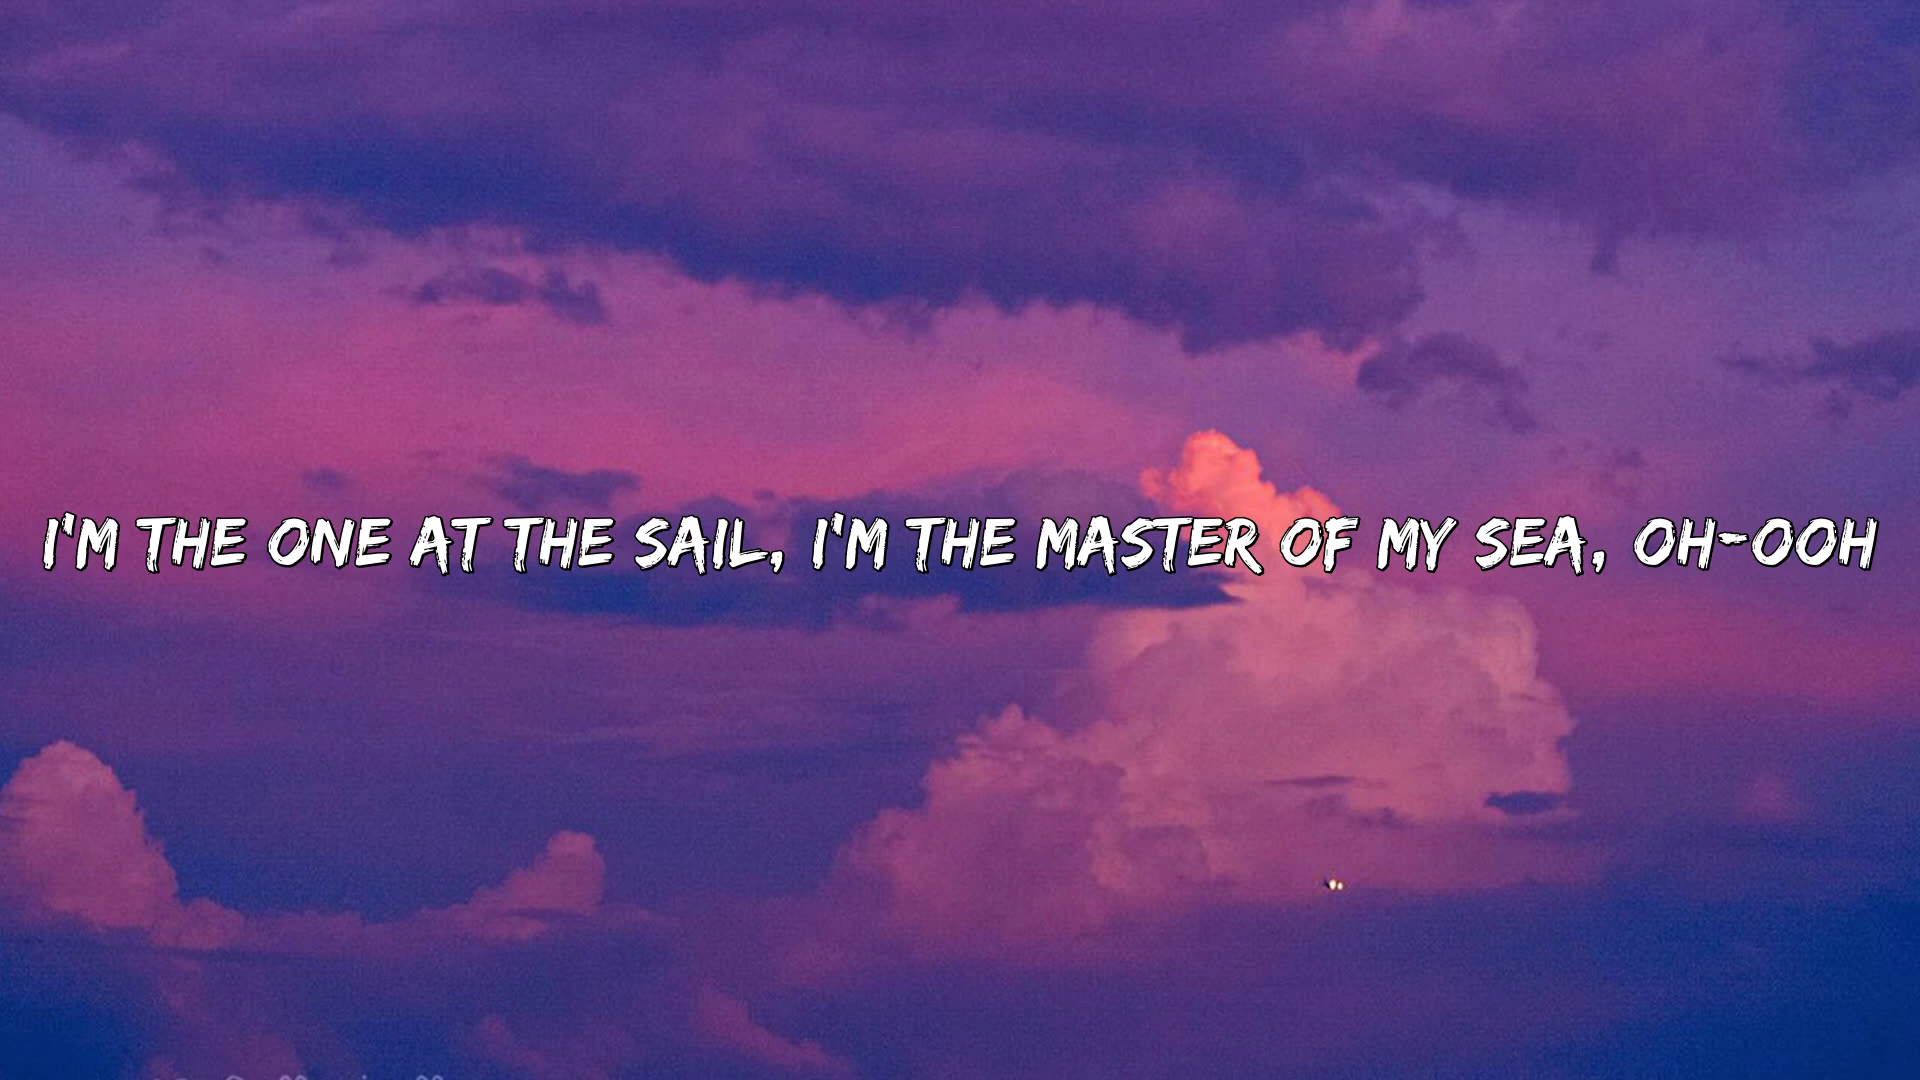 I'M THE ONE AT THE SAIL, I'M THE MASTER OF MY SEA, OH-OOH